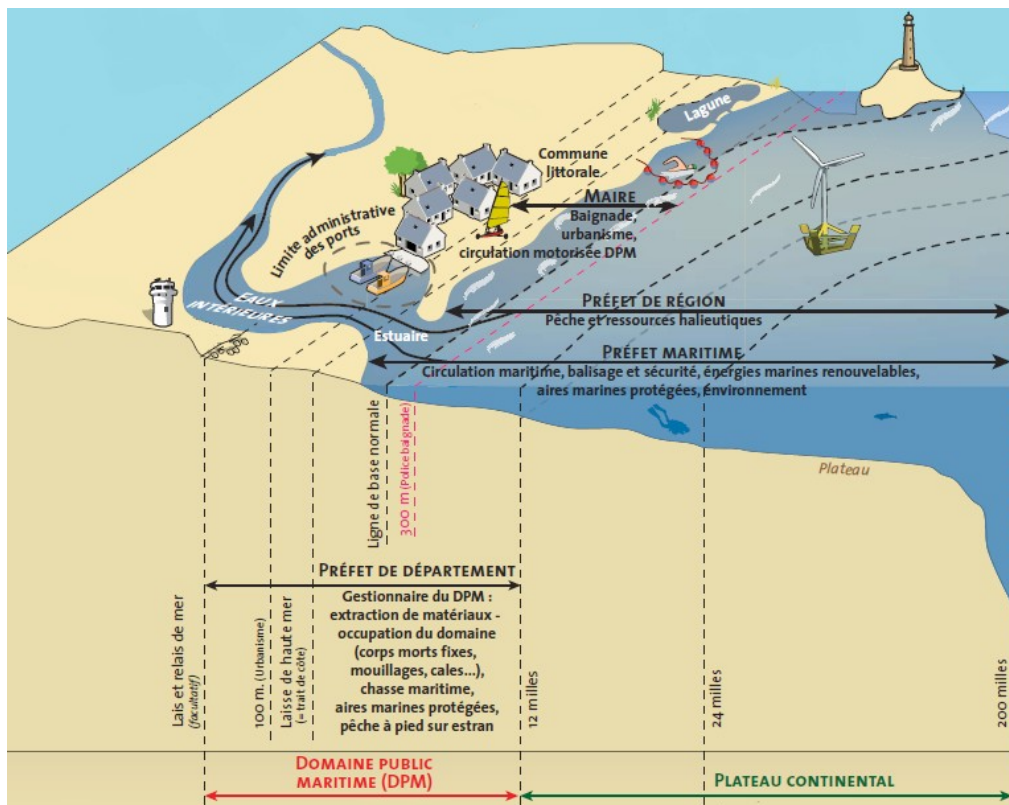 Lagune
Commune
littorale
MAIRE
Baignade,
urbanisme,
circulation motorisée DPM
Limite administrative
des ports
EAUX
INTÉRIEURES
Estuaire
PRÉFET DE RÉGION
Pêche et ressources halieutiques
PRÉFET MARITIME
Circulation maritime, balisage et sécurité, énergies marines renouvelables,
aires marines protégées, environnement
Plateau
Ligne de base normale
300 m (Police baignade)
PRÉFET DE DÉPARTEMENT
Gestionnaire du DPM :
extraction de matériaux -
occupation du domaine
(corps morts fixes,
mouillages, cales...),
chasse maritime,
aires marines protégées,
pêche à pied sur estran
Lais et relais de mer
(facultatif)
100 m. (Urbanisme)
Laisse de haute mer
(= trait de côte)
12 milles
24 milles
200 milles
DOMAINE PUBLIC
MARITIME (DPM)
PLATEAU CONTINENTAL